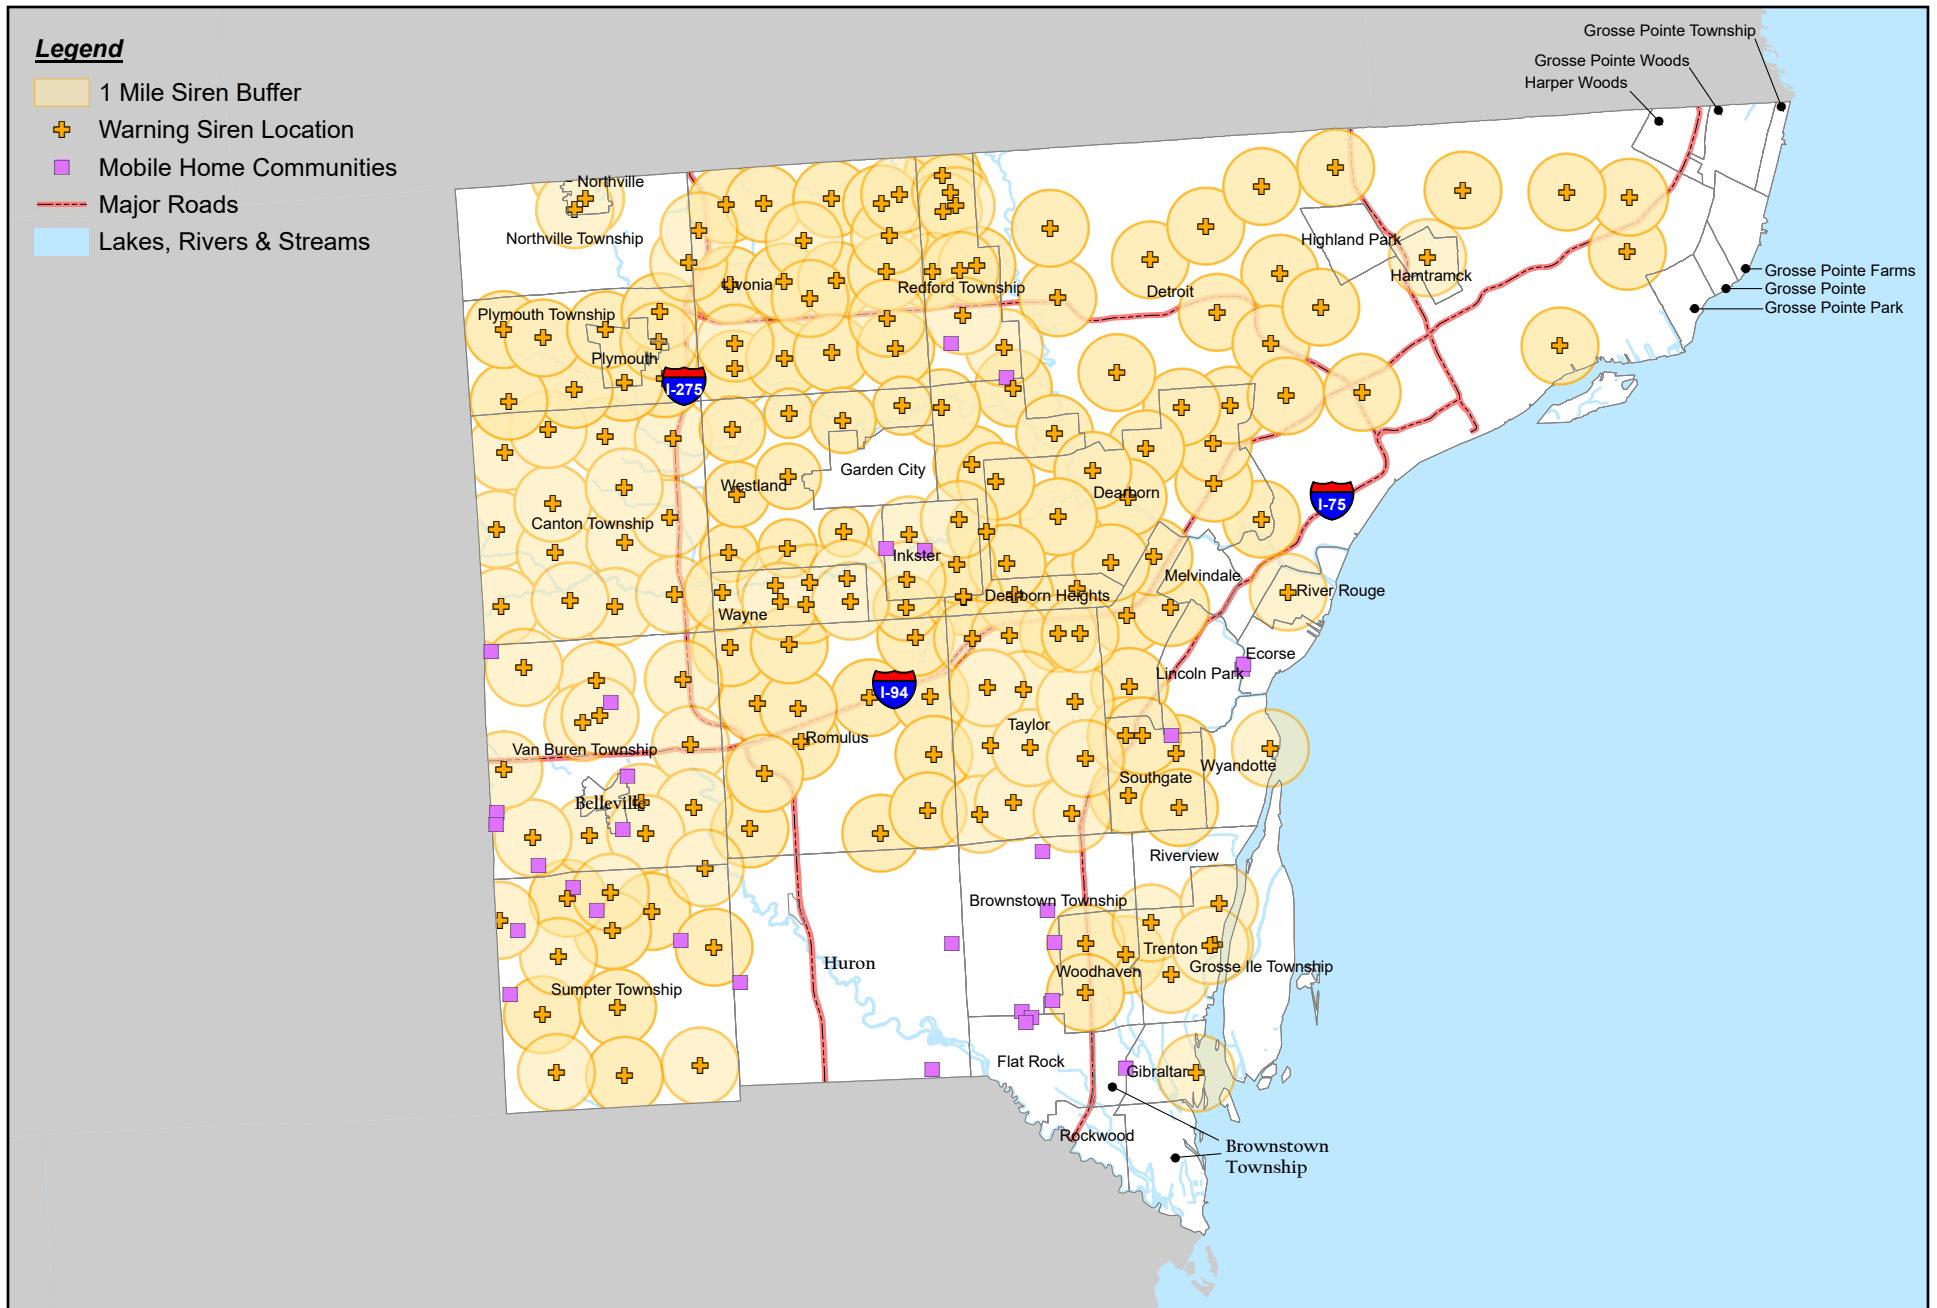 Legend
1 Mile Siren Buffer
Warning Siren Location
Mobile Home Communities
Major Roads
Lakes, Rivers & Streams
Grosse Pointe Township
Grosse Pointe Woods
Harper Woods
Northville
Northville Township
Highland Park
Hamtramck
Grosse Pointe Farms
Grosse Pointe
Grosse Pointe Park
Livonia
Redford Township
Detroit
Plymouth Township
Plymouth
I-275
Garden City
Westland
Dearborn
I-75
Canton Township
Inkster
Melvindale
River Rouge
Dearborn Heights
Wayne
Ecorse
Lincoln Park
I-94
Taylor
Romulus
Van Buren Township
Wyandotte
Southgate
Belleville
Riverview
Brownstown Township
Trenton
Huron
Woodhaven
Grosse Ile Township
Sumpter Township
Flat Rock
Gibraltar
Rockwood
Brownstown
Township